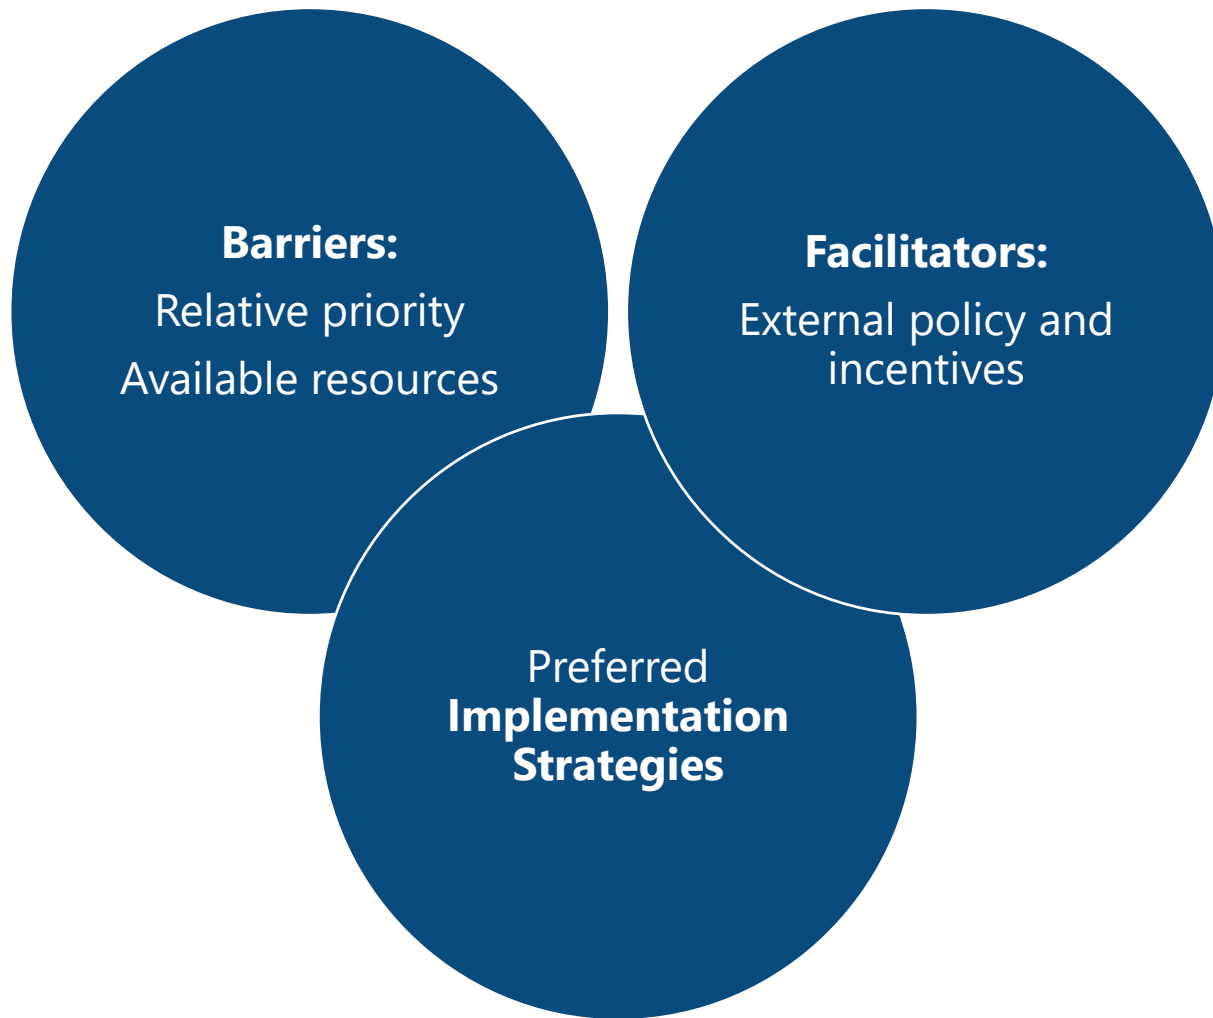 Barriers:
Relative priority
Available resources
Facilitators:
External policy and
incentives
Preferred
Implementation
Strategies